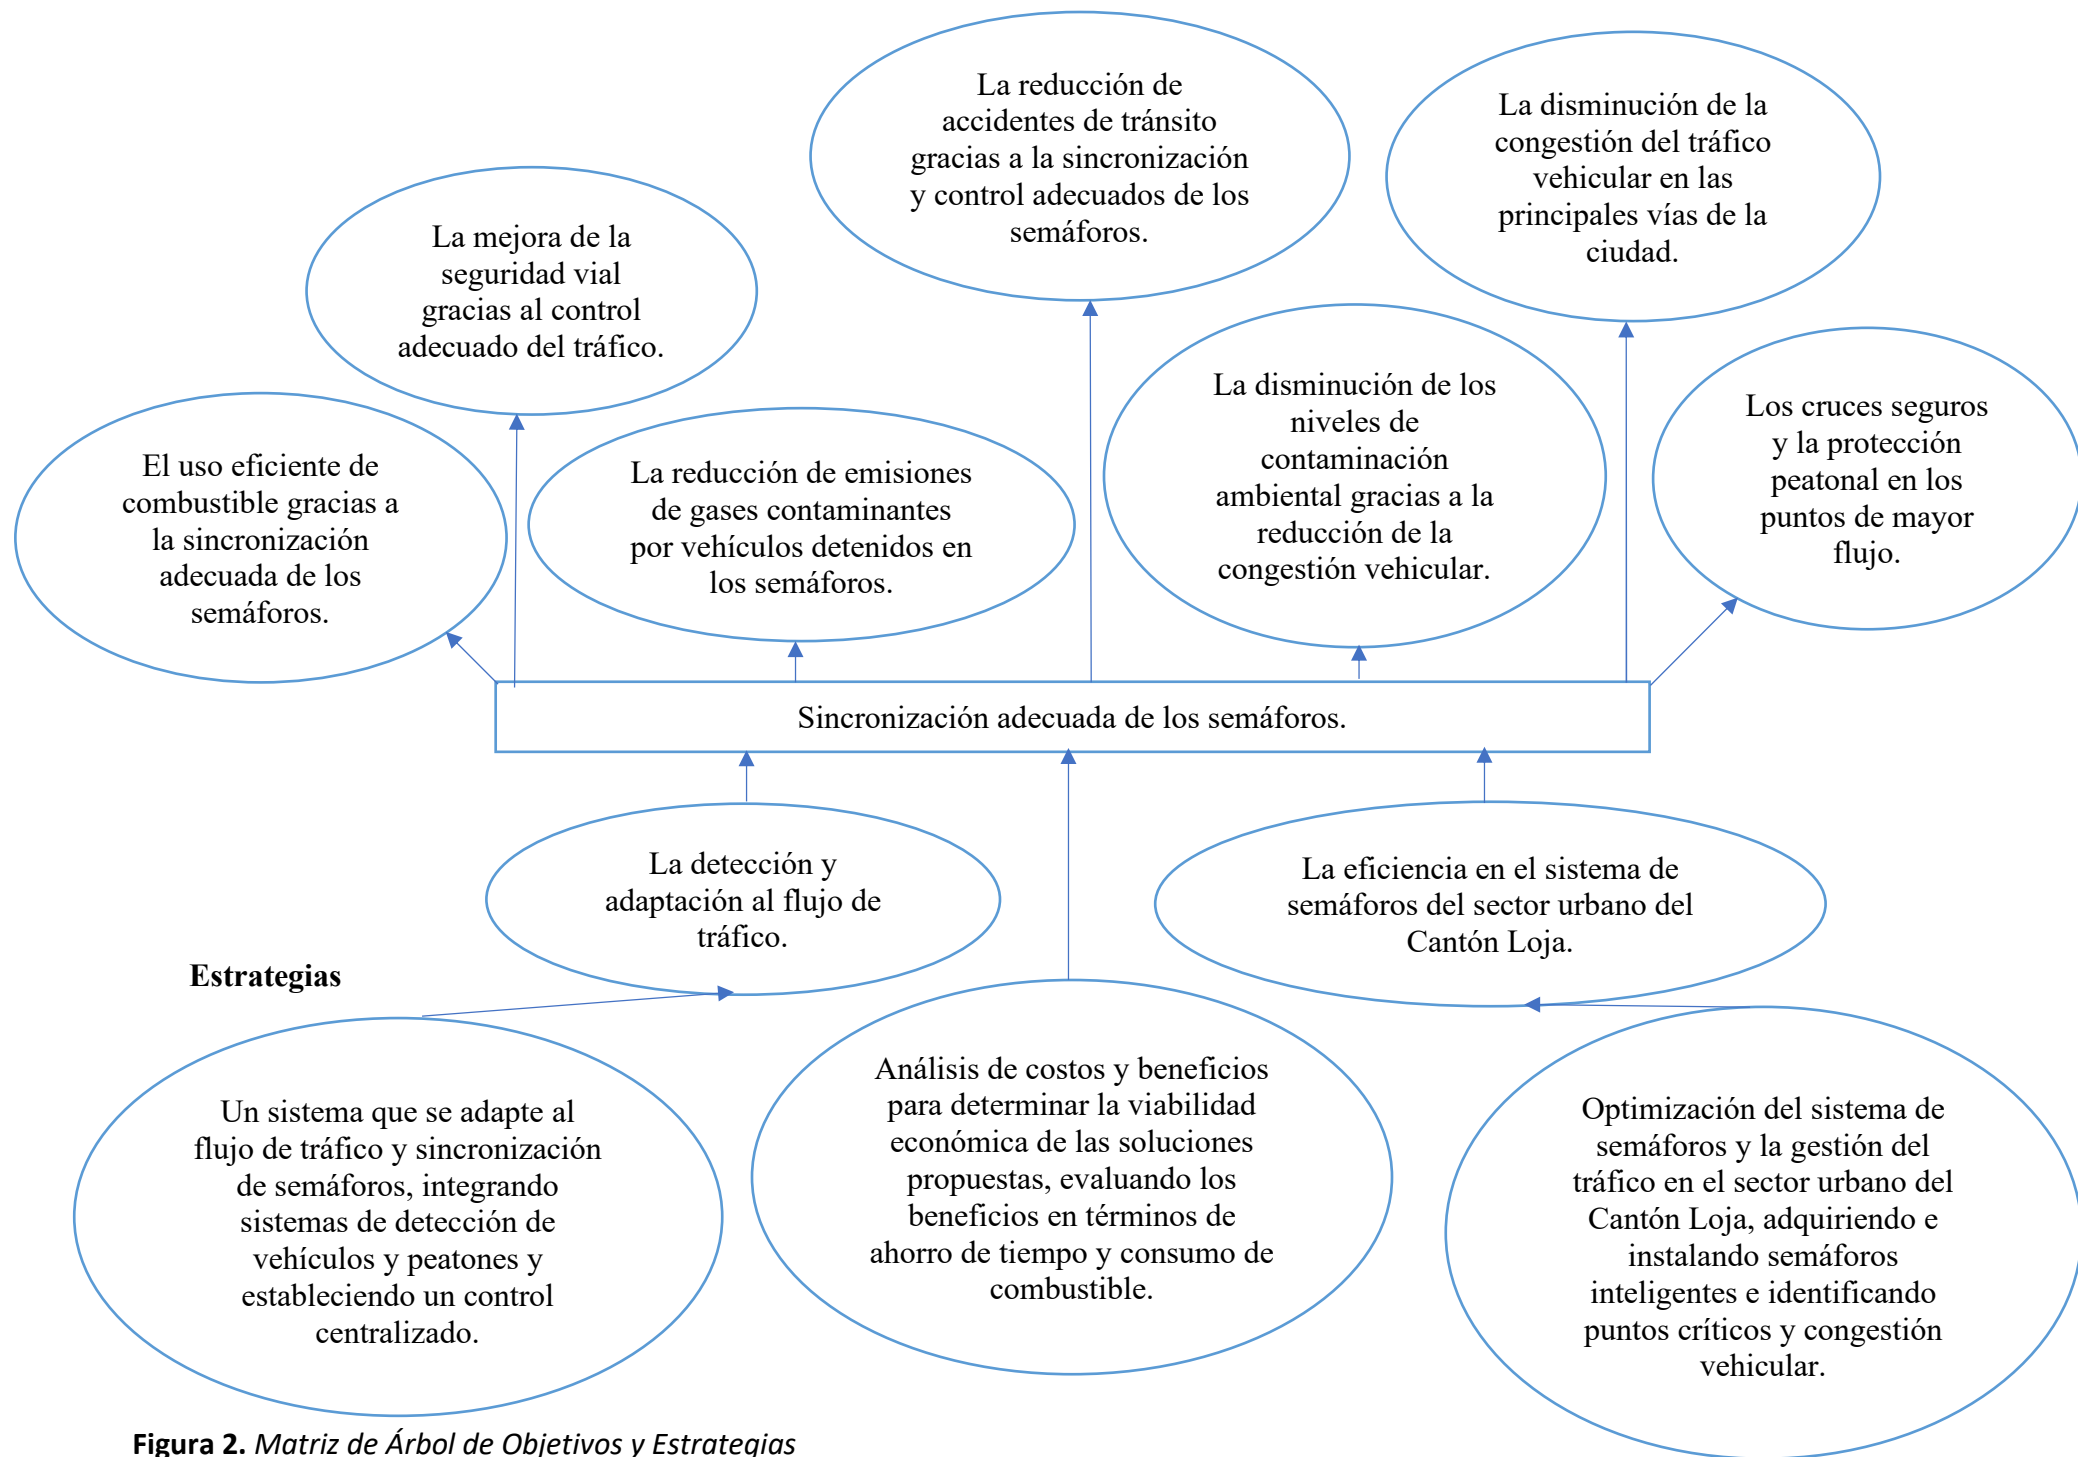 La reducción de
accidentes de tránsito
gracias a la sincronización
y control adecuados de los
semáforos.
La disminución de la
congestión del tráfico
vehicular en las
principales vías de la
ciudad.
La mejora de la
seguridad vial
gracias al control
adecuado del tráfico.
El uso eficiente de
combustible gracias a
la sincronización
adecuada de los
semáforos.
La reducción de emisiones
de gases contaminantes
por vehículos detenidos en
los semáforos.
La disminución de los
niveles de
contaminación
ambiental gracias a la
reducción de la
congestión vehicular.
Los cruces seguros
y la protección
peatonal en los
puntos de mayor
flujo.
Sincronización adecuada de los semáforos.
La detección y
adaptación al flujo de
tráfico.
La eficiencia en el sistema de
semáforos del sector urbano del
Cantón Loja.
Estrategias
Un sistema que se adapte al
flujo de tráfico y sincronización
de semáforos, integrando
sistemas de detección de
vehículos y peatones y
estableciendo un control
centralizado.
Análisis de costos y beneficios
para determinar la viabilidad
económica de las soluciones
propuestas, evaluando los
beneficios en términos de
ahorro de tiempo y consumo de
combustible.
Optimización del sistema de
semáforos y la gestión del
tráfico en el sector urbano del
Cantón Loja, adquiriendo e
instalando semáforos
inteligentes e identificando
puntos críticos y congestión
vehicular.
Figura 2. Matriz de Árbol de Objetivos y Estrategias